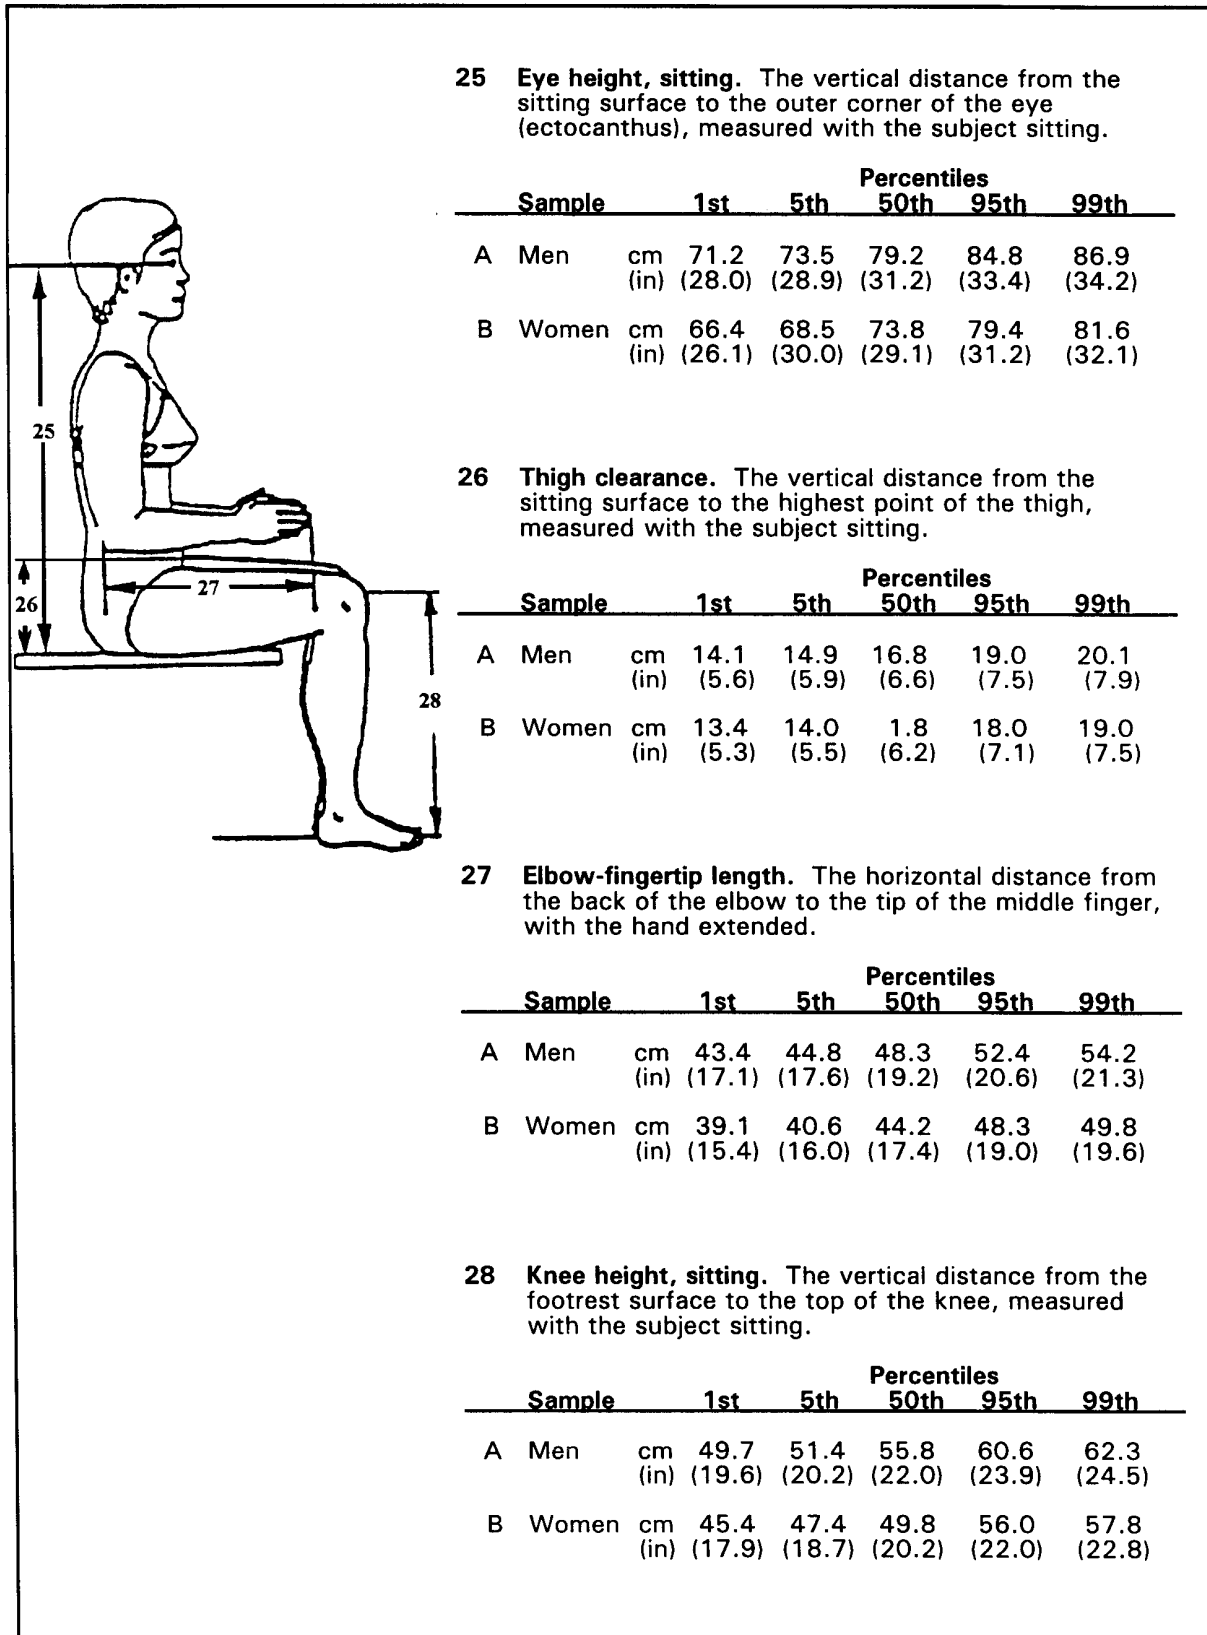 25 Eye height, sitting. The vertical distance from the
sitting surface to the outer corner of the eye
(ectocanthus), measured with the subject sitting.
Percentiles
Sample 1st 5th 50th 95th 99th
A Men cm 71.2 73.5 79.2 84.8 86.9
(in) (28.0) (28.9) (31.2) (33.4) (34.2)
B Women cm 66.4 68.5 73.8 79.4 81.6
(in) (26.1) (30.0) (29.1) (31.2) (32.1)
25
26 Thigh clearance. The vertical distance from the
sitting surface to the highest point of the thigh,
measured with the subject sitting.
27
26
Percentiles
Sample 1st 5th 50th 95th 99th
A Men cm 14.1 14.9 16.8 19.0 20.1
(in) (5.6) (5.9) (6.6) (7.5) (7.9)
28
B Women cm 13.4 14.0 1.8 18.0 19.0
(in) (5.3) (5.5) (6.2) (7.1) (7.5)
27 Elbow-fingertip length. The horizontal distance from
the back of the elbow to the tip of the middle finger,
with the hand extended.
Percentiles
Sample 1st 5th 50th 95th 99th
A Men cm 43.4 44.8 48.3 52.4 54.2
(in) (17.1) (17.6) (19.2) (20.6) (21.3)
B Women cm 39.1 40.6 44.2 48.3 49.8
(in) (15.4) (16.0) (17.4) (19.0) (19.6)
28 Knee height, sitting. The vertical distance from the
footrest surface to the top of the knee, measured
with the subject sitting.
Percentiles
Sample 1st 5th 50th 95th 99th
A Men cm 49.7 51.4 55.8 60.6 62.3
(in) (19.6) (20.2) (22.0) (23.9) (24.5)
B Women cm 45.4 47.4 49.8 56.0 57.8
(in) (17.9) (18.7) (20.2) (22.0) (22.8)